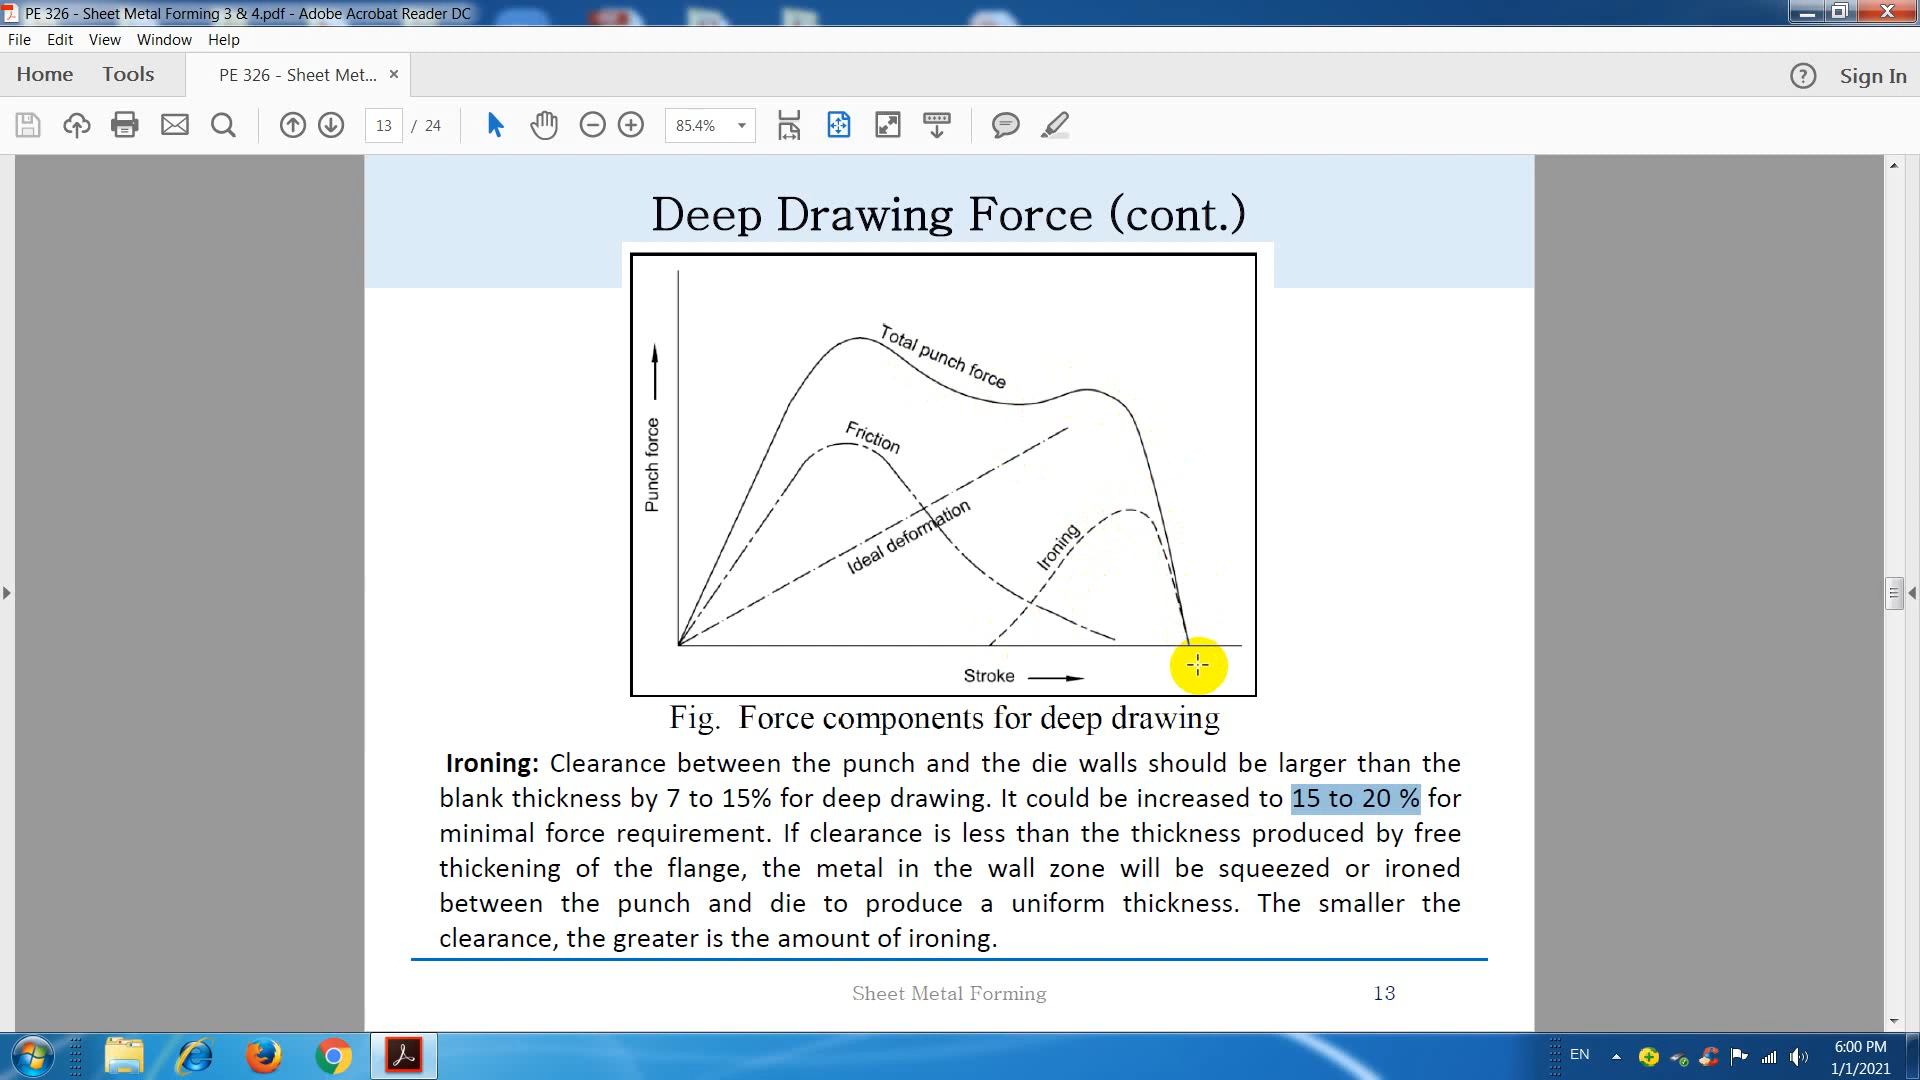 PE 326 - Sheet Metal Forming 3 & 4.pdf - Adobe Acrobat Reader DC
File Edit View Window Help
Home Tools PE 326 - Sheet Met... × ? Sign In
13 / 24 85.4%
Deep Drawing Force (cont.)
Total punch force
Friction
Punch force
Ideal deformation
Ironing
Stroke
Fig. Force components for deep drawing
Ironing: Clearance between the punch and the die walls should be larger than the
blank thickness by 7 to 15% for deep drawing. It could be increased to 15 to 20 % for
minimal force requirement. If clearance is less than the thickness produced by free
thickening of the flange, the metal in the wall zone will be squeezed or ironed
between the punch and die to produce a uniform thickness. The smaller the
clearance, the greater is the amount of ironing.
Sheet Metal Forming 13
EN 6:00 PM
1/1/2021